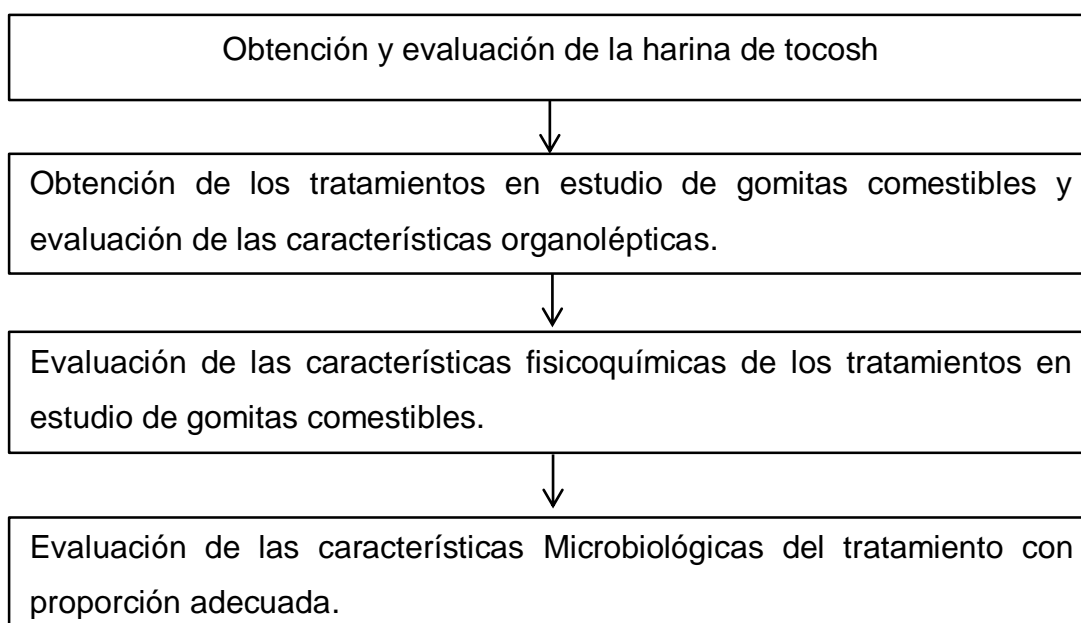 Obtención y evaluación de la harina de tocosh
Obtención de los tratamientos en estudio de gomitas comestibles y
evaluación de las características organolépticas.
Evaluación de las características fisicoquímicas de los tratamientos en
estudio de gomitas comestibles.
Evaluación de las características Microbiológicas del tratamiento con
proporción adecuada.